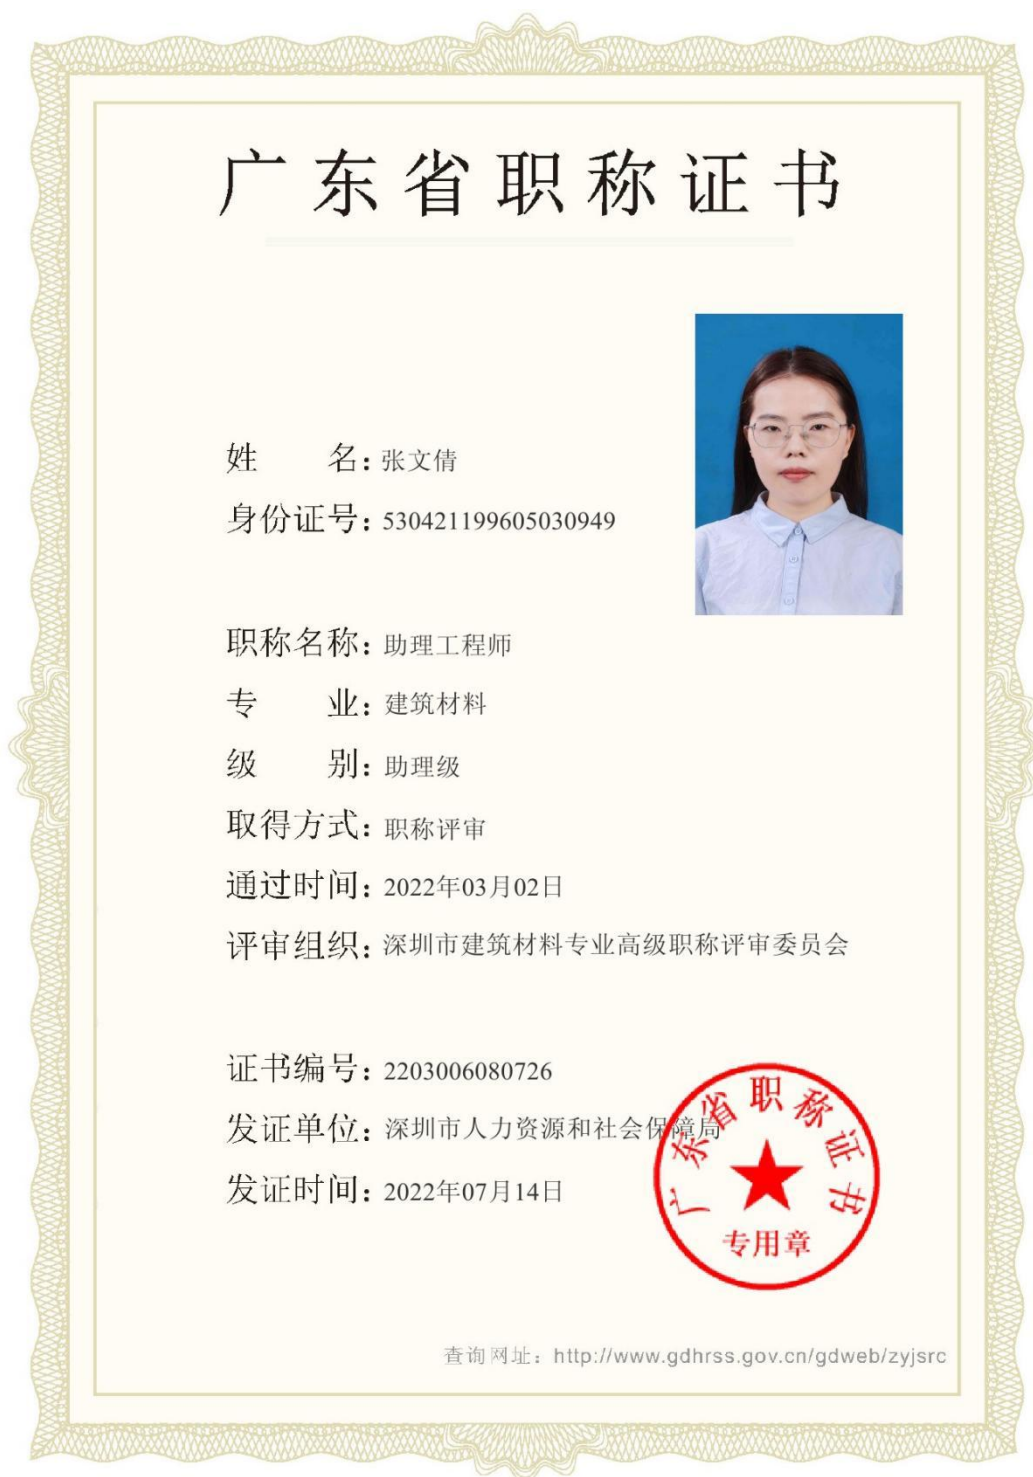 广东省职称证书
姓 名：张文倩
身份证号：530421199605030949
职称名称：助理工程师
专 业：建筑材料
级 别：助理级
取得方式：职称评审
通过时间：2022年03月02日
评审组织：深圳市建筑材料专业高级职称评审委员会
证书编号：2203006080726
发证单位：深圳市人力资源和社会保障局
发证时间：2022年07月14日
广东省职称证书
专用章
查询网址：http://www.gdhrss.gov.cn/gdweb/zyjsrc